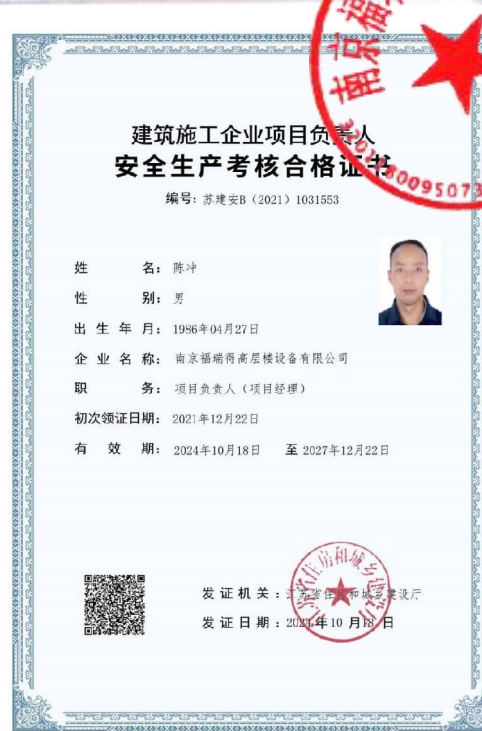 南京福
建筑施工企业项目负责人
安全生产考核合格证书
编号：苏建安B（2021）1031553
姓 名：陈冲
性 别：男
出 生 年 月：1986年04月27日
企 业 名 称：南京福瑞得高层楼设备有限公司
职 务：项目负责人（项目经理）
初次领证日期：2021年12月22日
有 效 期：2024年10月18日 至 2027年12月22日
发 证 机 关：江苏省住房和城乡建设厅
发 证 日 期：2024年 10 月18 日